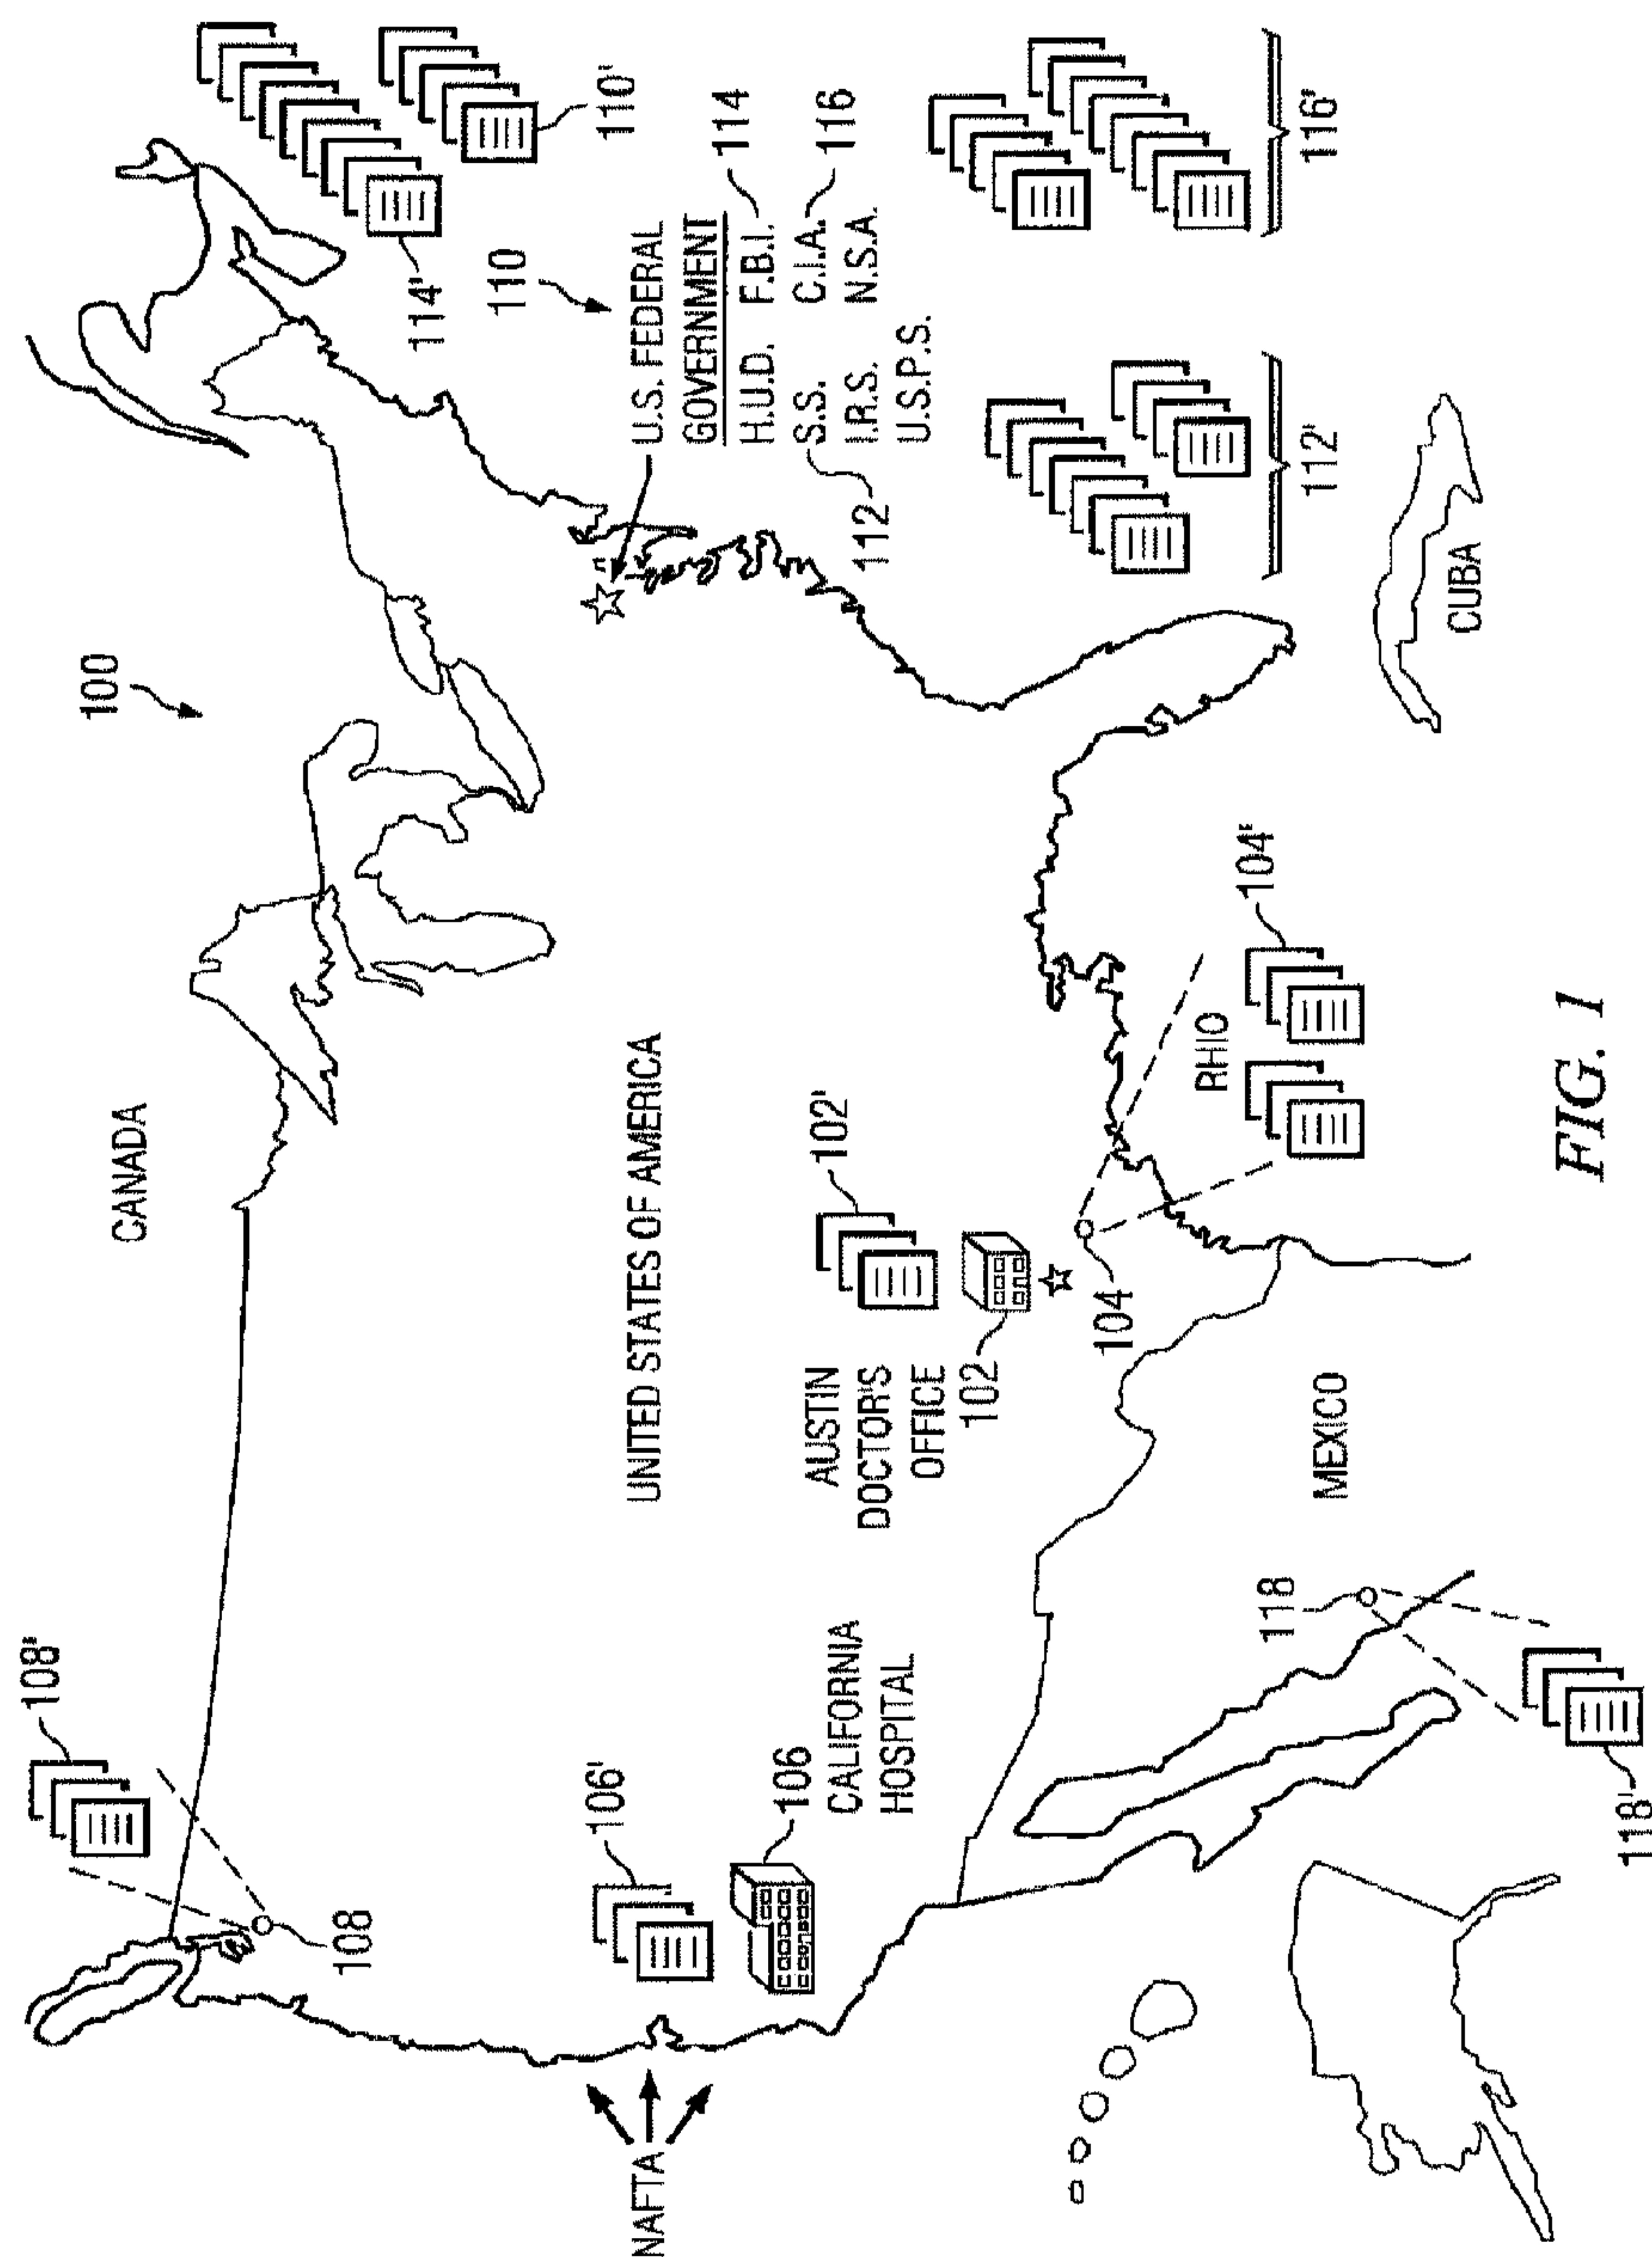 108'
CANADA
100
108
114'
110'
110
NAFTA
106'
106
CALIFORNIA
HOSPITAL
UNITED STATES OF AMERICA
U.S. FEDERAL
GOVERNMENT
H.U.D. F.B.I.
114
S.S. C.I.A.
116
I.R.S. N.S.A.
U.S.P.S.
112
AUSTIN
DOCTOR'S
OFFICE
102
102'
104
RHIO
104'
112'
116'
118
MEXICO
CUBA
118'
FIG. 1